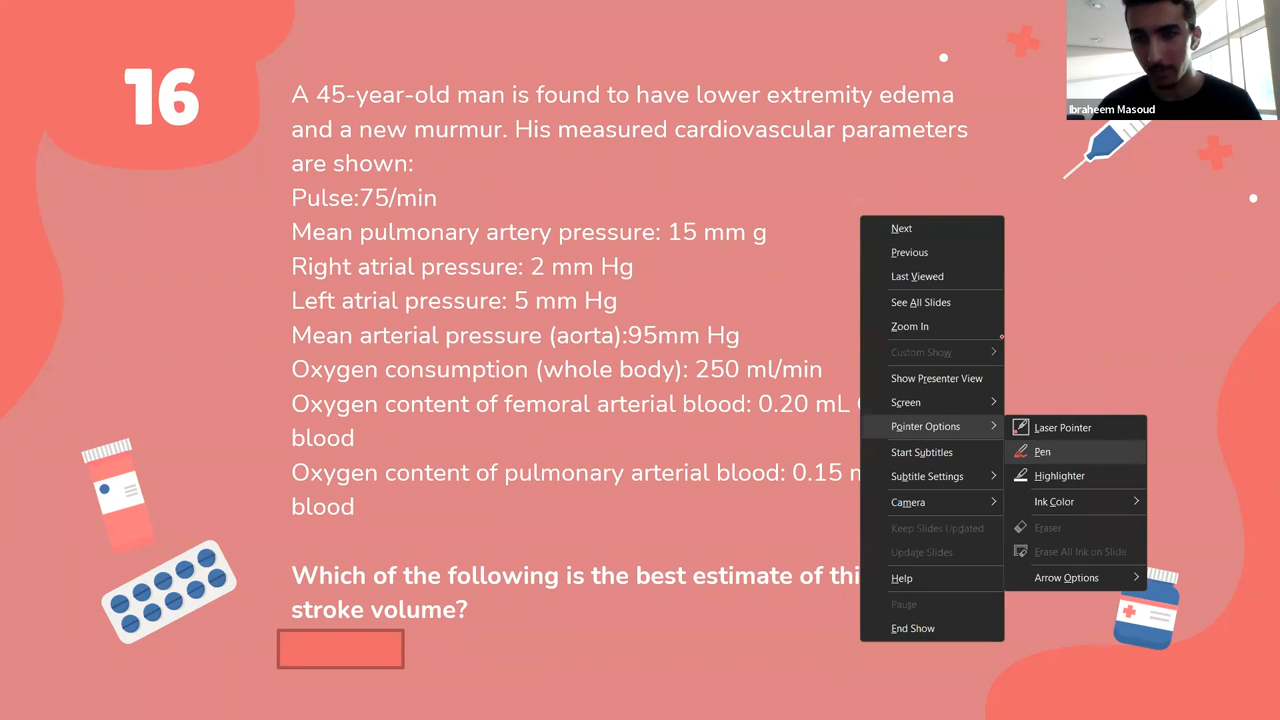 16
A 45-year-old man is found to have lower extremity edema
and a new murmur. His measured cardiovascular parameters
are shown:
Pulse:75/min
Mean pulmonary artery pressure: 15 mm g
Right atrial pressure: 2 mm Hg
Left atrial pressure: 5 mm Hg
Mean arterial pressure (aorta):95mm Hg
Oxygen consumption (whole body): 250 ml/min
Oxygen content of femoral arterial blood: 0.20 mL
blood
Oxygen content of pulmonary arterial blood: 0.15
blood
Which of the following is the best estimate of
stroke volume?
Ibraheem Masoud
Next
Previous
Last Viewed
See All Slides
Zoom In
Custom Show
Show Presenter View
Screen
Pointer Options
Start Subtitles
Subtitle Settings
Camera
Keep Slides Updated
Update Slides
Help
Pause
End Show
Laser Pointer
Pen
Highlighter
Ink Color
Eraser
Erase All Ink on Slide
Arrow Options